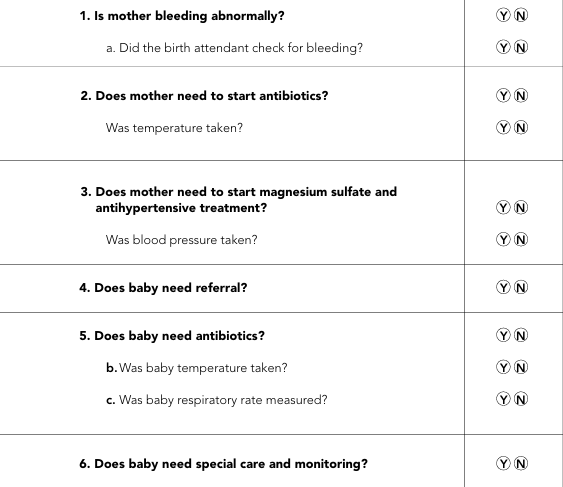 1. Is mother bleeding abnormally? Ⓨ Ⓝ
a. Did the birth attendant check for bleeding? Ⓨ Ⓝ
2. Does mother need to start antibiotics? Ⓨ Ⓝ
Was temperature taken? Ⓨ Ⓝ
3. Does mother need to start magnesium sulfate and
antihypertensive treatment? Ⓨ Ⓝ
Was blood pressure taken? Ⓨ Ⓝ
4. Does baby need referral? Ⓨ Ⓝ
5. Does baby need antibiotics? Ⓨ Ⓝ
b. Was baby temperature taken? Ⓨ Ⓝ
c. Was baby respiratory rate measured? Ⓨ Ⓝ
6. Does baby need special care and monitoring? Ⓨ Ⓝ